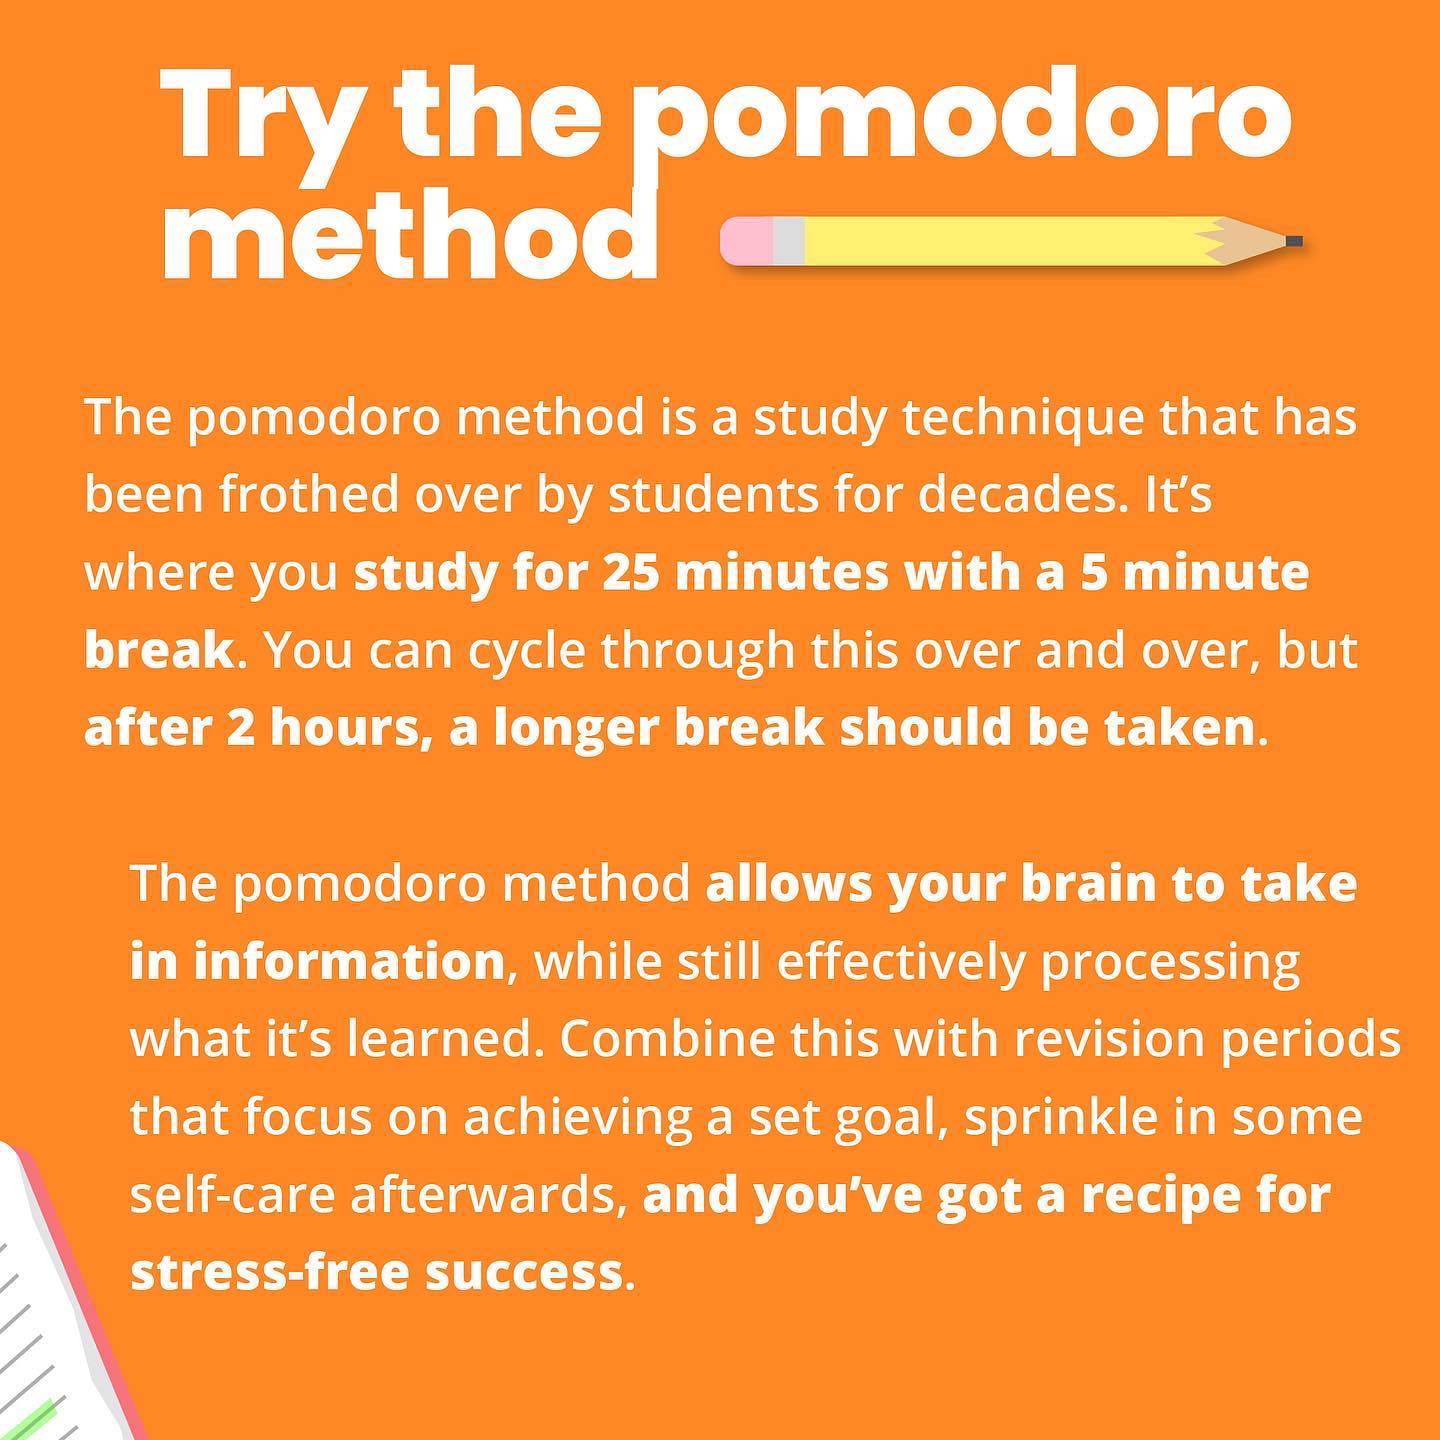 Try the pomodoro
method
The pomodoro method is a study technique that has
been frothed over by students for decades. It’s
where you study for 25 minutes with a 5 minute
break. You can cycle through this over and over, but
after 2 hours, a longer break should be taken.
The pomodoro method allows your brain to take
in information, while still effectively processing
what it’s learned. Combine this with revision periods
that focus on achieving a set goal, sprinkle in some
self-care afterwards, and you’ve got a recipe for
stress-free success.